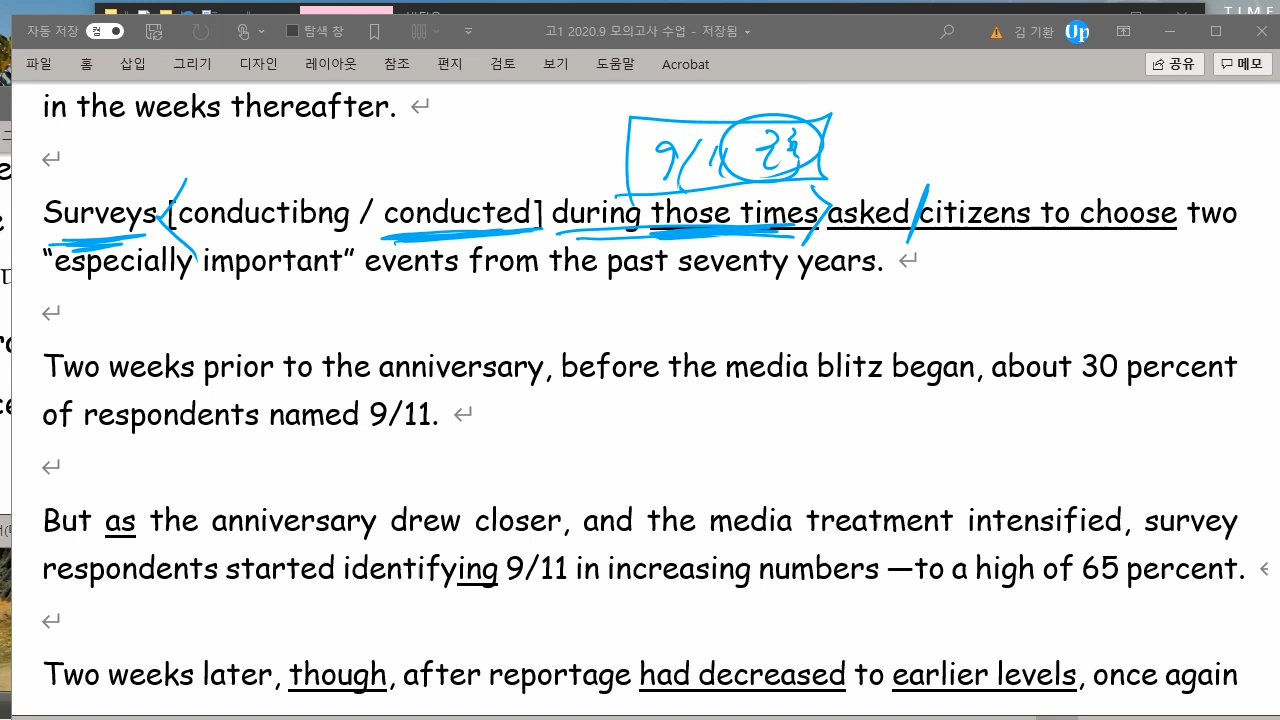 TIME
자동 저장 컴 탐색 창 고1 2020.9 모의고사 수업 - 저장됨 김 기환 Up
파일 홈 삽입 그리기 디자인 레이아웃 참조 편지 검토 보기 도움말 Acrobat 공유 메모
in the weeks thereafter.
9/11
Surveys [conductibng / conducted] during those times asked citizens to choose two
“especially important” events from the past seventy years.
Two weeks prior to the anniversary, before the media blitz began, about 30 percent
of respondents named 9/11.
But as the anniversary drew closer, and the media treatment intensified, survey
respondents started identifying 9/11 in increasing numbers —to a high of 65 percent.
Two weeks later, though, after reportage had decreased to earlier levels, once again